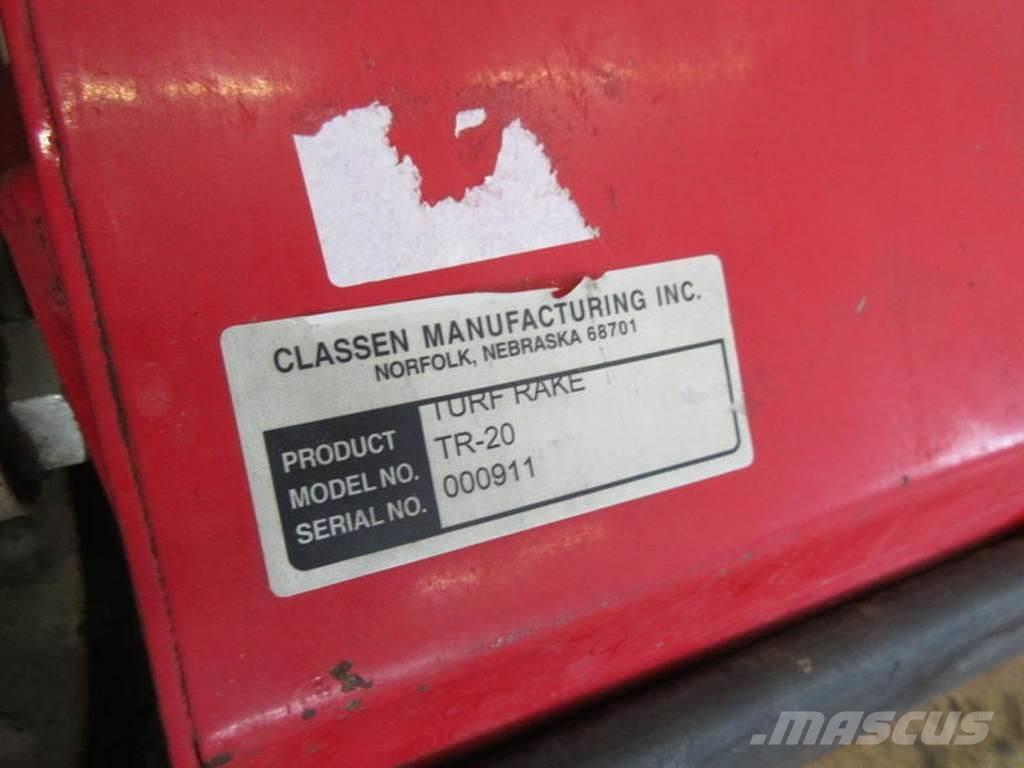 CLASSEN MANUFACTURING INC.
NORFOLK, NEBRASKA 68701
PRODUCT TURF RAKE
MODEL NO. TR-20
SERIAL NO. 000911
MASCUS